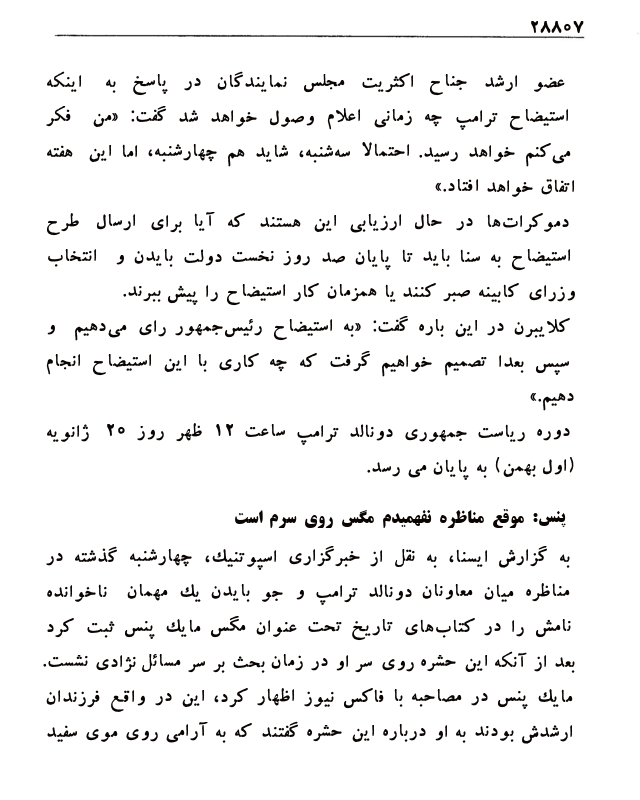 ۲۸۸۰۷
عضو ارشد جناح اکثریت مجلس نمایندگان در پاسخ به اینکه
استیضاح ترامپ چه زمانی اعلام وصول خواهد شد گفت: «من فکر
می‌کنم خواهد رسید. احتمالا سه‌شنبه، شاید هم چهارشنبه، اما این هفته
اتفاق خواهد افتاد.»
دموکرات‌ها در حال ارزیابی این هستند که آیا برای ارسال طرح
استیضاح به سنا باید تا پایان صد روز نخست دولت بایدن و انتخاب
وزرای کابینه صبر کنند یا همزمان کار استیضاح را پیش ببرند.
کلایبرن در این باره گفت: «به استیضاح رئیس‌جمهور رای می‌دهیم و
سپس بعدا تصمیم خواهیم گرفت که چه کاری با این استیضاح انجام
دهیم.»
دوره ریاست جمهوری دونالد ترامپ ساعت ۱۲ ظهر روز ۲۰ ژانویه
(اول بهمن) به پایان می رسد.
پنس: موقع مناظره نفهمیدم مگس روی سرم است
به گزارش ایسنا، به نقل از خبرگزاری اسپوتنیك، چهارشنبه گذشته در
مناظره میان معاونان دونالد ترامپ و جو بایدن یك مهمان ناخوانده
نامش را در کتاب‌های تاریخ تحت عنوان مگس مایك پنس ثبت کرد
بعد از آنکه این حشره روی سر او در زمان بحث بر سر مسائل نژادی نشست.
مایك پنس در مصاحبه با فاکس نیوز اظهار کرد، این در واقع فرزندان
ارشدش بودند به او درباره این حشره گفتند که به آرامی روی موی سفید